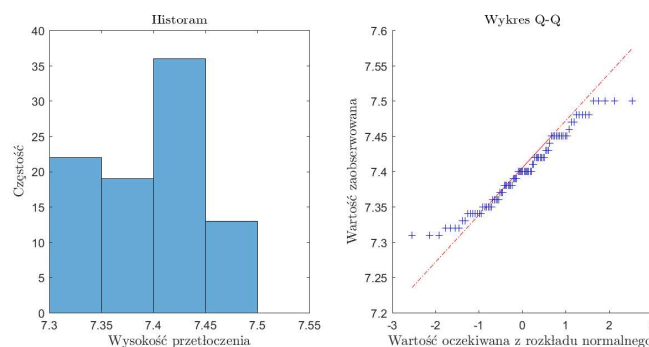 Historam
Częstość
40
35
30
25
20
15
10
5
0
7.3 7.35 7.4 7.45 7.5 7.55
Wysokość przetłoczenia
Wykres Q-Q
Wartość zaobserwowana
7.6
7.55
7.5
7.45
7.4
7.35
7.3
7.25
7.2
-3 -2 -1 0 1 2
Wartość oczekiwana z rozkładu normalnego